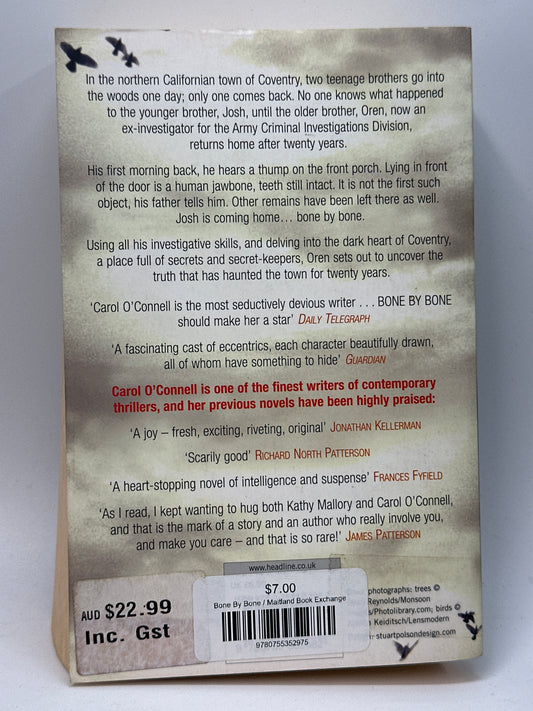 In the northern Californian town of Coventry, two teenage brothers go into
the woods one day; only one comes back. No one knows what happened
to the younger brother, Josh, until the older brother, Oren, now an
ex-investigator for the Army Criminal Investigations Division,
returns home after twenty years.
His first morning back, he hears a thump on the front porch. Lying in front
of the door is a human jawbone, teeth still intact. It is not the first such
object, his father tells him. Other remains have been left there as well.
Josh is coming home... bone by bone.
Using all his investigative skills, and delving into the dark heart of Coventry,
a place full of secrets and secret-keepers, Oren sets out to uncover the
truth that has haunted the town for twenty years.
‘Carol O’Connell is the most seductively devious writer . . . BONE BY BONE
should make her a star’ DAILY TELEGRAPH
‘A fascinating cast of eccentrics, each character beautifully drawn,
all of whom have something to hide’ GUARDIAN
Carol O’Connell is one of the finest writers of contemporary
thrillers, and her previous novels have been highly praised:
‘A joy – fresh, exciting, riveting, original’ JONATHAN KELLERMAN
‘Scarily good’ RICHARD NORTH PATTERSON
‘A heart-stopping novel of intelligence and suspense’ FRANCES FYFIELD
‘As I read, I kept wanting to hug both Kathy Mallory and Carol O’Connell,
and that is the mark of a story and an author who really involve you,
and make you care – and that is so rare!’ JAMES PATTERSON
www.headline.co.uk
AUD $22.99
Inc. Gst
$7.00
Bone By Bone / Maitland Book Exchange
9780755352975
photographs: trees ©
Reynolds/Monsoon
/Photolibrary.com; birds ©
Keiditsch/Lensmodern
stuartpolsondesign.com